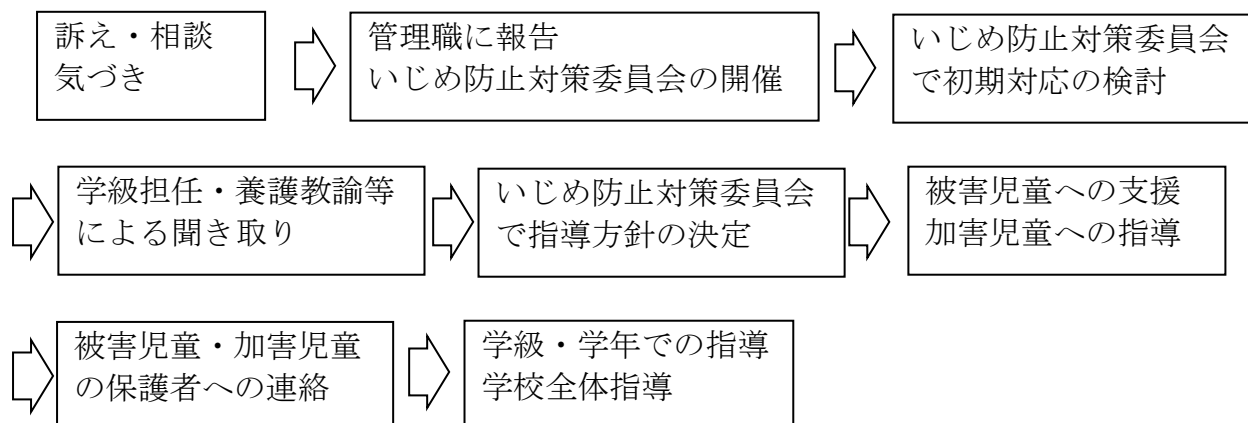 訴え・相談
気づき
管理職に報告
いじめ防止対策委員会の開催
いじめ防止対策委員会
で初期対応の検討
学級担任・養護教諭等
による聞き取り
いじめ防止対策委員会
で指導方針の決定
被害児童への支援
加害児童への指導
被害児童・加害児童
の保護者への連絡
学級・学年での指導
学校全体指導